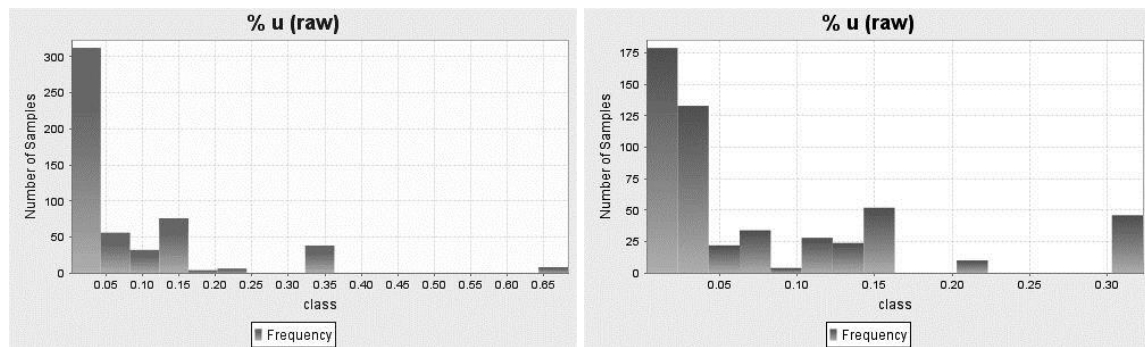 % u (raw)
Number of Samples
300
250
200
150
100
50
0
0.05 0.10 0.15 0.20 0.25 0.30 0.35 0.40 0.45 0.50 0.55 0.60 0.65
class
Frequency
% u (raw)
Number of Samples
175
150
125
100
75
50
25
0
0.05 0.10 0.15 0.20 0.25 0.30
class
Frequency